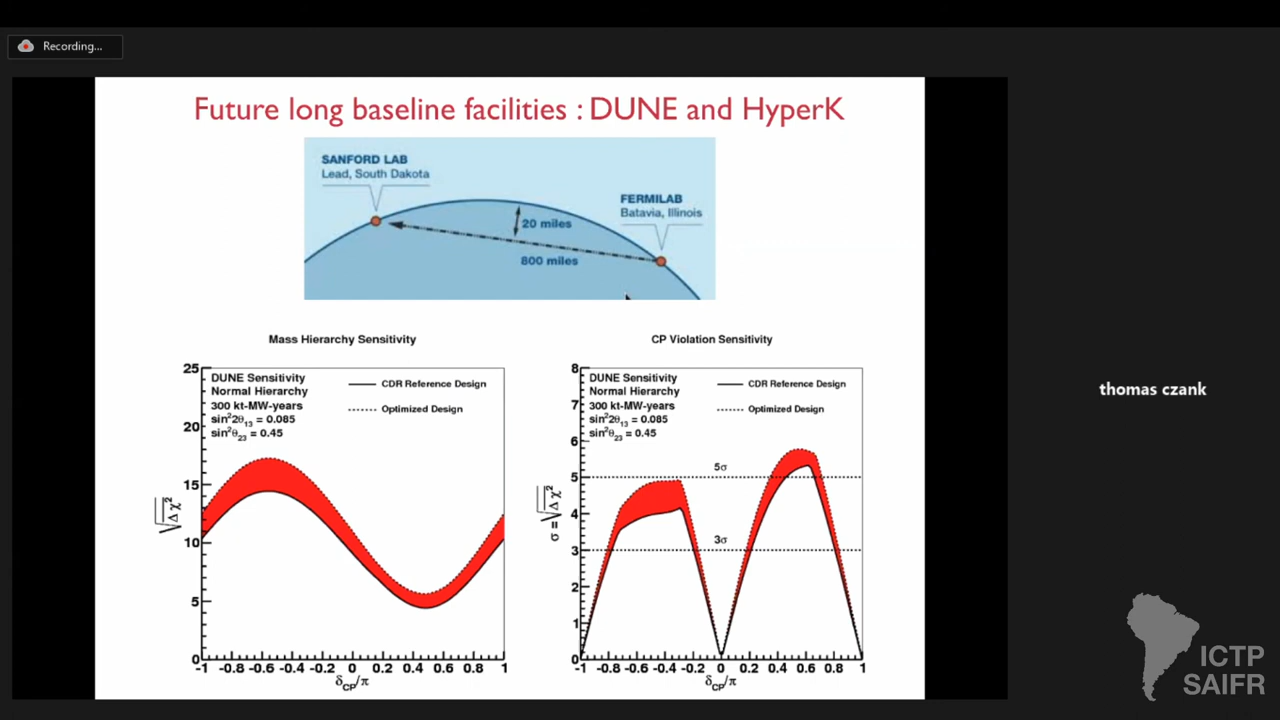 Recording...
Future long baseline facilities : DUNE and HyperK
SANFORD LAB
Lead, South Dakota
FERMILAB
Batavia, Illinois
20 miles
800 miles
Mass Hierarchy Sensitivity
25
20
15
10
5
0
DUNE Sensitivity
Normal Hierarchy
300 kt-MW-years
sin²2θ₁₃ = 0.085
sin²θ₂₃ = 0.45
CDR Reference Design
Optimized Design
√Δχ²
-1 -0.8 -0.6 -0.4 -0.2 0 0.2 0.4 0.6 0.8 1
δCP/π
CP Violation Sensitivity
8
7
6
5
4
3
2
1
0
DUNE Sensitivity
Normal Hierarchy
300 kt-MW-years
sin²2θ₁₃ = 0.085
sin²θ₂₃ = 0.45
CDR Reference Design
Optimized Design
5σ
3σ
σ = √Δχ²
-1 -0.8 -0.6 -0.4 -0.2 0 0.2 0.4 0.6 0.8 1
δCP/π
thomas czank
ICTP
SAIFR